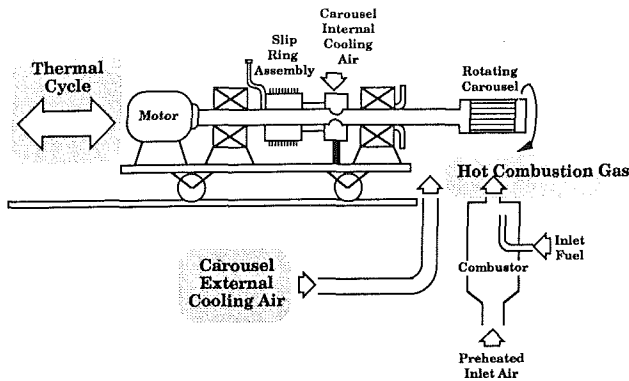 Carousel
Internal
Cooling
Air
Slip
Ring
Assembly
Thermal
Cycle
Rotating
Carousel
Motor
Hot Combustion Gas
Carousel
External
Cooling Air
Inlet
Fuel
Combustor
Preheated
Inlet Air